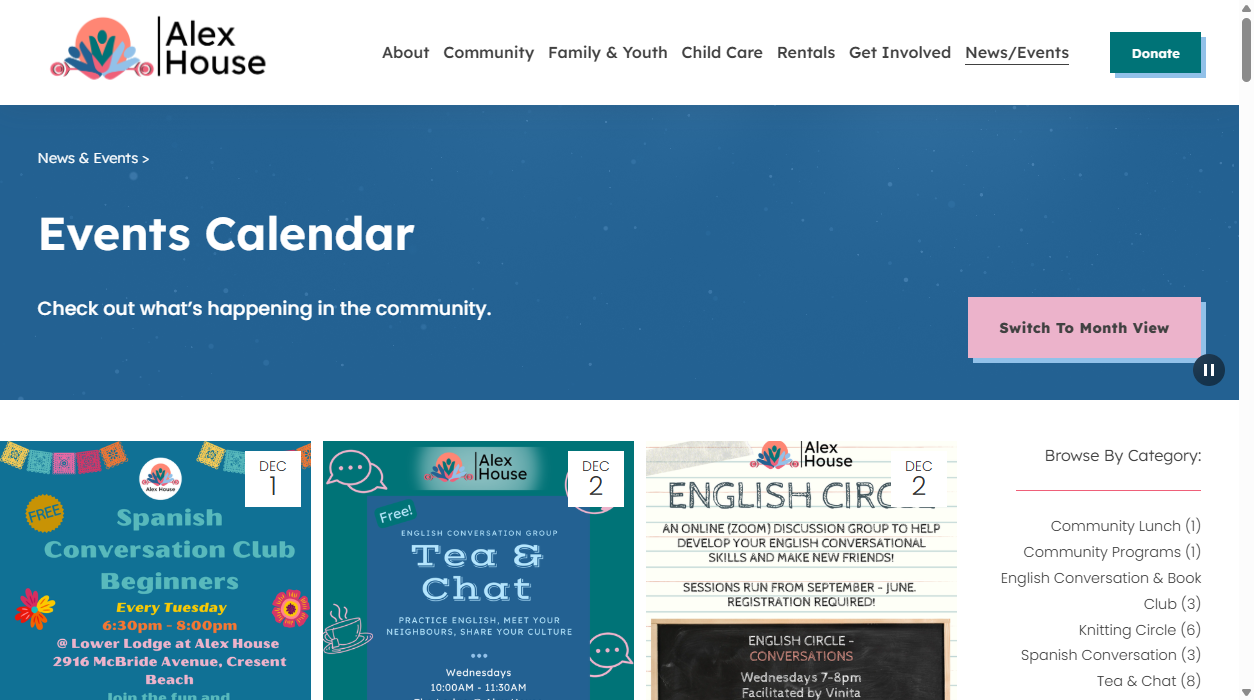 Alex
House
About Community Family & Youth Child Care Rentals Get Involved News/Events
Donate
News & Events >
Events Calendar
Check out what's happening in the community.
Switch To Month View
DEC
1
Alex House
FREE
Spanish
Conversation Club
Beginners
Every Tuesday
6:30pm - 8:00pm
@ Lower Lodge at Alex House
2916 McBride Avenue, Cresent
Beach
Join the fun and
DEC
2
Alex
House
Free!
ENGLISH CONVERSATION GROUP
Tea &
Chat
PRACTICE ENGLISH, MEET YOUR
NEIGHBOURS, SHARE YOUR CULTURE
Wednesdays
10:00AM - 11:30AM
DEC
2
Alex
House
ENGLISH CIRC
AN ONLINE (ZOOM) DISCUSSION GROUP TO HELP
DEVELOP YOUR ENGLISH CONVERSATIONAL
SKILLS AND MAKE NEW FRIENDS!
SESSIONS RUN FROM SEPTEMBER - JUNE.
REGISTRATION REQUIRED!
ENGLISH CIRCLE -
CONVERSATIONS
Wednesdays 7-8pm
Facilitated by Vinita
Browse By Category:
Community Lunch (1)
Community Programs (1)
English Conversation & Book
Club (3)
Knitting Circle (6)
Spanish Conversation (3)
Tea & Chat (8)